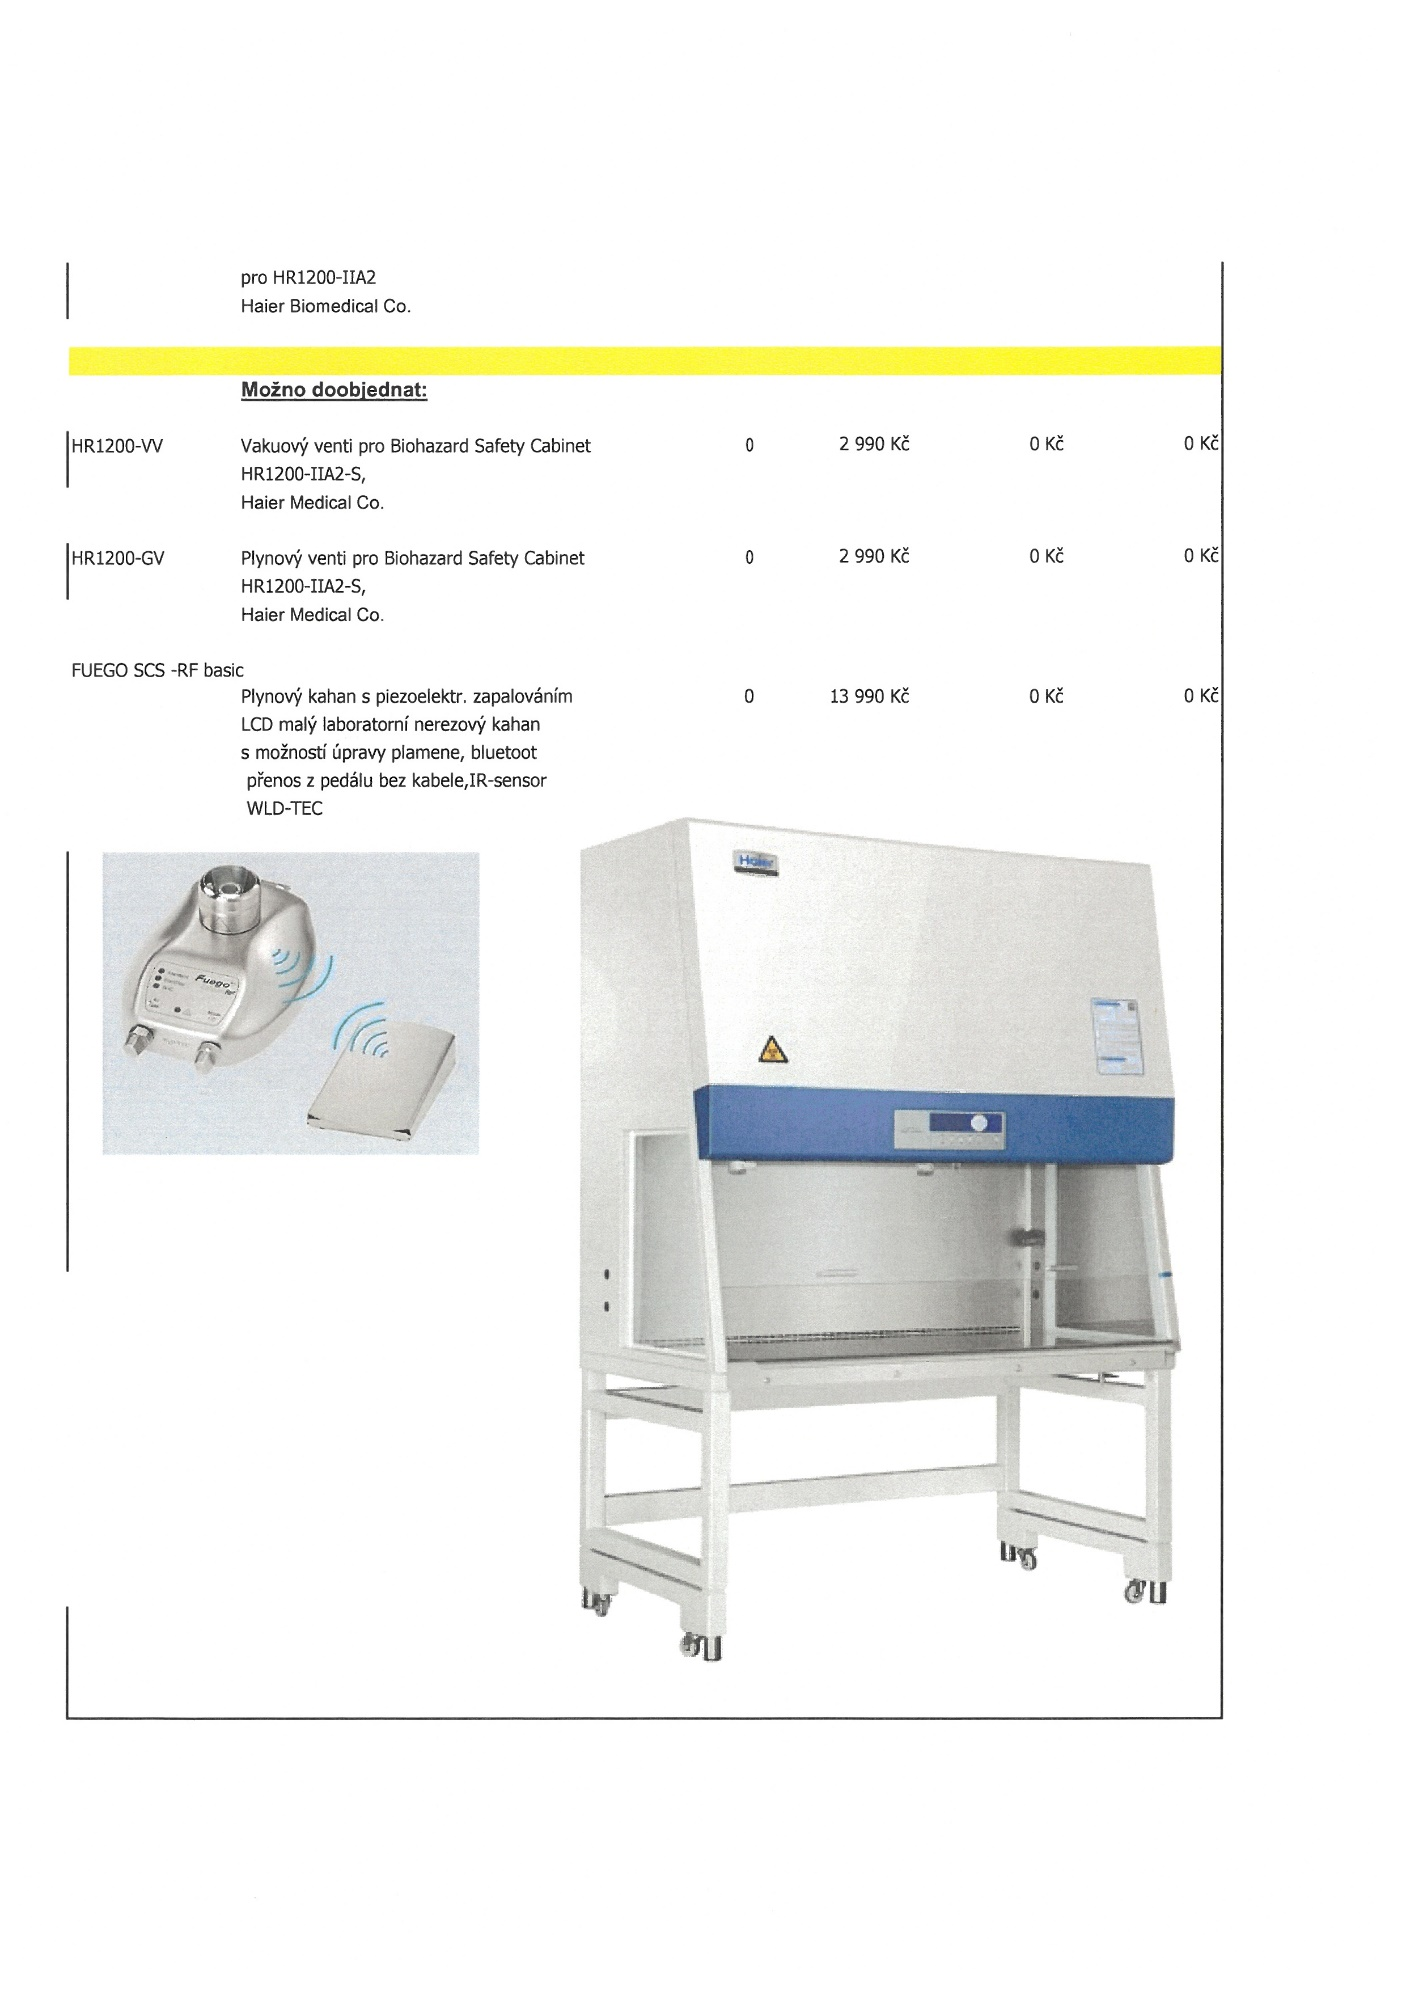 pro HR1200-IIA2
Haier Biomedical Co.
Možno doobjednat:
HR1200-VV Vakuový venti pro Biohazard Safety Cabinet 0 2 990 Kč 0 Kč 0 Kč
HR1200-IIA2-S,
Haier Medical Co.
HR1200-GV Plynový venti pro Biohazard Safety Cabinet 0 2 990 Kč 0 Kč 0 Kč
HR1200-IIA2-S,
Haier Medical Co.
FUEGO SCS -RF basic
Plynový kahan s piezoelektr. zapalováním 0 13 990 Kč 0 Kč 0 Kč
LCD malý laboratorní nerezový kahan
s možností úpravy plamene, bluetoot
přenos z pedálu bez kabele,IR-sensor
WLD-TEC
Haier
Fuego